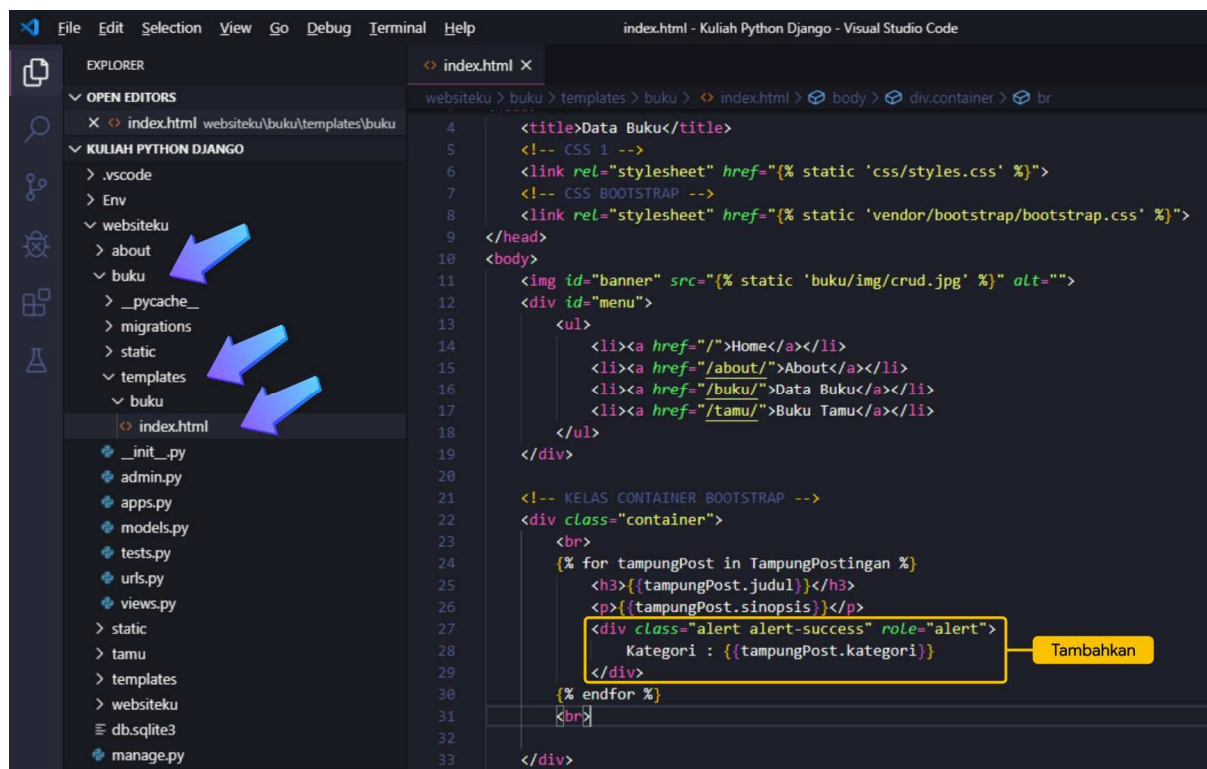 File Edit Selection View Go Debug Terminal Help index.html - Kuliah Python Django - Visual Studio Code
EXPLORER
OPEN EDITORS
index.html websiteku\buku\templates\buku
KULIAH PYTHON DJANGO
.vscode
Env
websiteku
about
buku
__pycache__
migrations
static
templates
buku
index.html
__init__.py
admin.py
apps.py
models.py
tests.py
urls.py
views.py
static
tamu
templates
websiteku
db.sqlite3
manage.py
index.html
websiteku > buku > templates > buku > index.html > body > div.container > br
4 <title>Data Buku</title>
5 <!-- CSS 1 -->
6 <link rel="stylesheet" href="{% static 'css/styles.css' %}">
7 <!-- CSS BOOTSTRAP -->
8 <link rel="stylesheet" href="{% static 'vendor/bootstrap/bootstrap.css' %}">
9 </head>
10 <body>
11 <img id="banner" src="{% static 'buku/img/crud.jpg' %}" alt="">
12 <div id="menu">
13 <ul>
14 <li><a href="/">Home</a></li>
15 <li><a href="/about/">About</a></li>
16 <li><a href="/buku/">Data Buku</a></li>
17 <li><a href="/tamu/">Buku Tamu</a></li>
18 </ul>
19 </div>
20
21 <!-- KELAS CONTAINER BOOTSTRAP -->
22 <div class="container">
23 <br>
24 {% for tampungPost in TampungPostingan %}
25 <h3>{{tampungPost.judul}}</h3>
26 <p>{{tampungPost.sinopsis}}</p>
27 <div class="alert alert-success" role="alert">
28 Kategori : {{tampungPost.kategori}}
29 </div>
30 {% endfor %}
31 <br>
32
33 </div>
Tambahkan